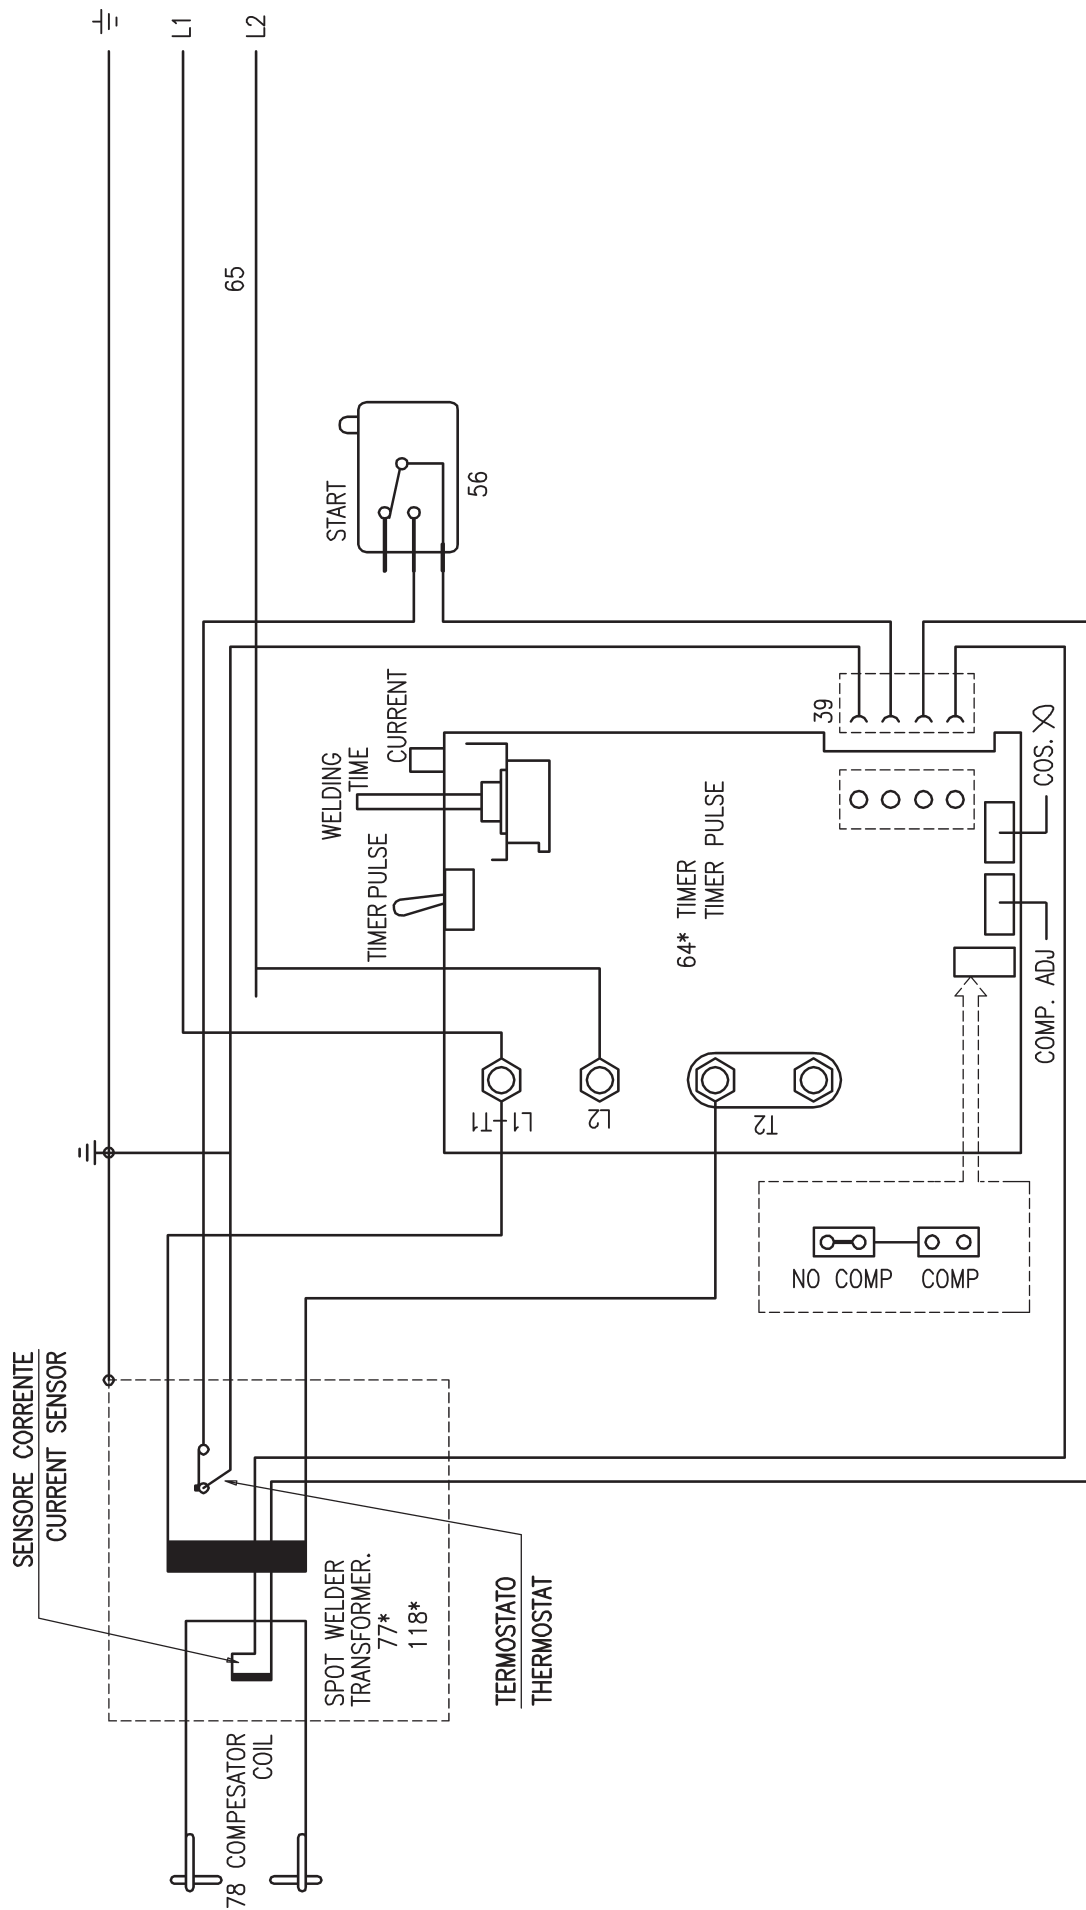 L1
L2
65
START
56
WELDING
TIME
CURRENT
TIMER PULSE
39
64* TIMER
TIMER PULSE
COS.
COMP. ADJ
L1-T1
L2
T2
NO COMP
COMP
SENSORE CORRENTE
CURRENT SENSOR
SPOT WELDER
TRANSFORMER.
77*
118*
TERMOSTATO
THERMOSTAT
78 COMPESATOR
COIL